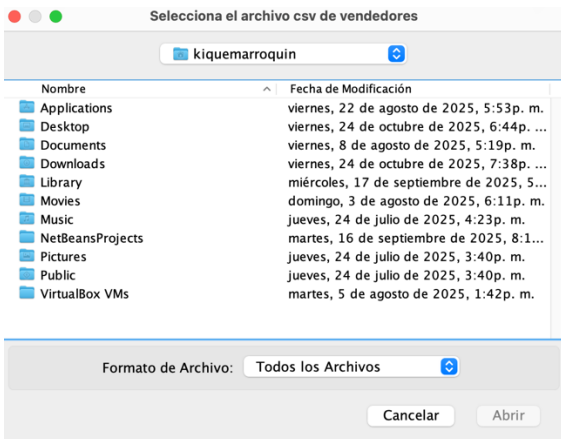 Selecciona el archivo csv de vendedores
kiquemarroquin
Nombre Fecha de Modificación
Applications viernes, 22 de agosto de 2025, 5:53p. m.
Desktop viernes, 24 de octubre de 2025, 6:44p. ...
Documents viernes, 8 de agosto de 2025, 5:19p. m.
Downloads viernes, 24 de octubre de 2025, 7:38p. ...
Library miércoles, 17 de septiembre de 2025, 5...
Movies domingo, 3 de agosto de 2025, 6:11p. m.
Music jueves, 24 de julio de 2025, 4:23p. m.
NetBeansProjects martes, 16 de septiembre de 2025, 8:1...
Pictures jueves, 24 de julio de 2025, 3:40p. m.
Public jueves, 24 de julio de 2025, 3:40p. m.
VirtualBox VMs martes, 5 de agosto de 2025, 1:42p. m.
Formato de Archivo: Todos los Archivos
Cancelar Abrir